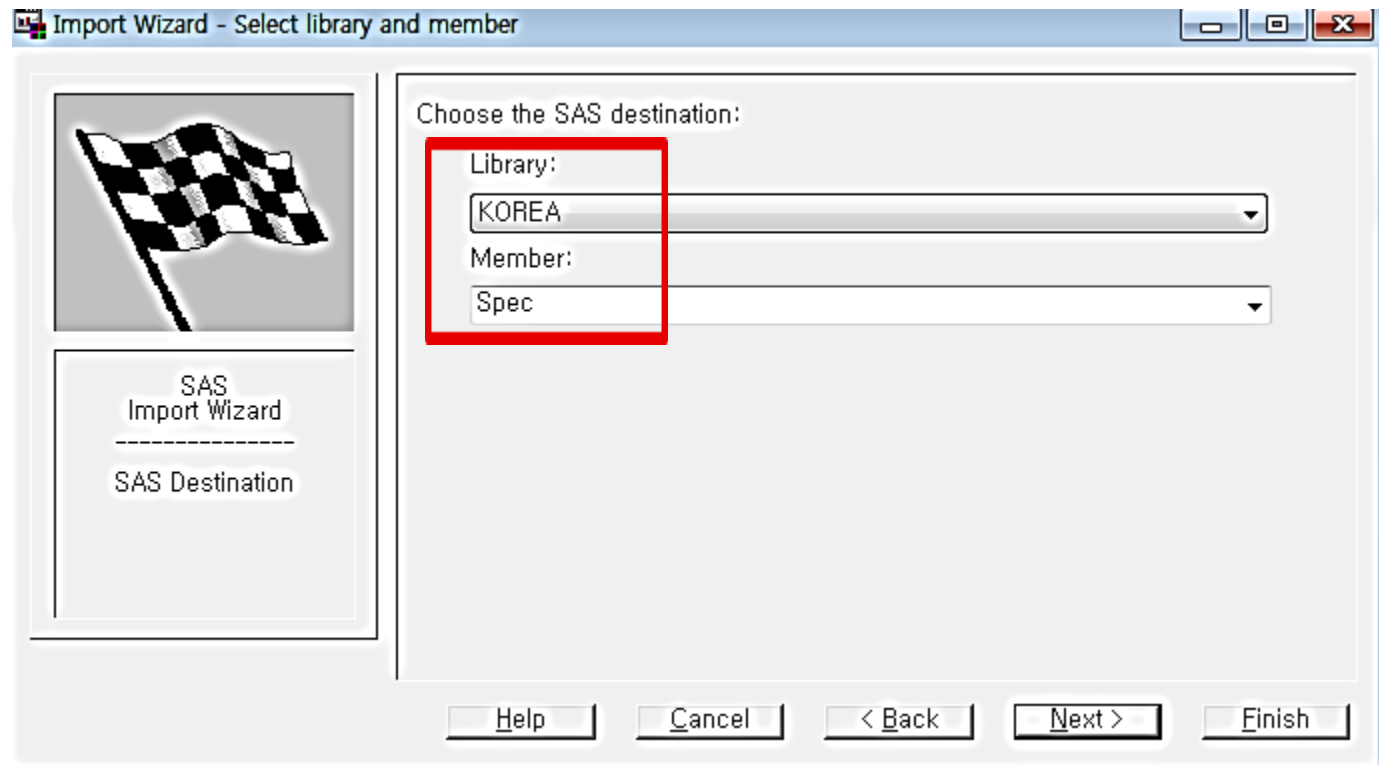 Import Wizard - Select library and member
Choose the SAS destination:
Library:
KOREA
Member:
Spec
SAS
Import Wizard
---------------
SAS Destination
Help
Cancel
< Back
Next >
Finish